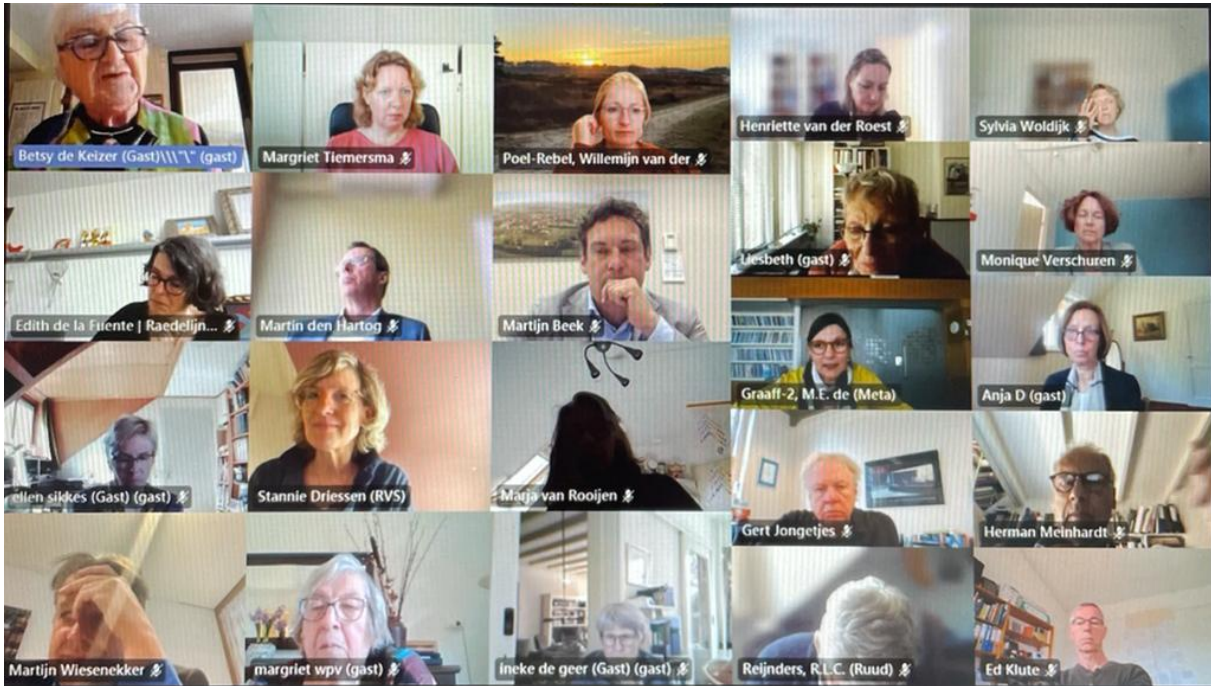 Betsy de Keizer (Gast)\\\"\" (gast)
Margriet Tiemersma
Poel-Rebel, Willemijn van der
Henriette van der Roest
Sylvia Woldijk
Edith de la Fuente | Raedelijn...
Martin den Hartog
Martijn Beek
Liesbeth (gast)
Monique Verschuren
Graaff-2, M.E. de (Meta)
Anja D (gast)
ellen sikkes (Gast) (gast)
Stannie Driessen (RVS)
Marja van Rooijen
Gert Jongetjes
Herman Meinhardt
Martijn Wiesenekker
margriet wpv (gast)
ineke de geer (Gast) (gast)
Reijnders, R.L.C. (Ruud)
Ed Klute